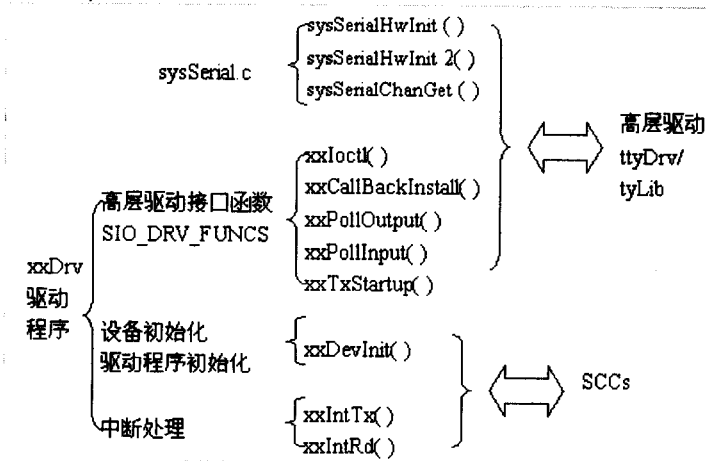 sysSerial.c
sysSerialHwInit ( )
sysSerialHwInit 2( )
sysSerialChanGet ( )
高层驱动
ttyDrv/
tyLib
xxDrv
驱动
程序
高层驱动接口函数
SIO_DRV_FUNCS
xxIoctl( )
xxCallBackInstall( )
xxPollOutput( )
xxPollInput( )
xxTxStartup( )
设备初始化
驱动程序初始化
xxDevInit( )
中断处理
xxIntTx( )
xxIntRd( )
SCCs